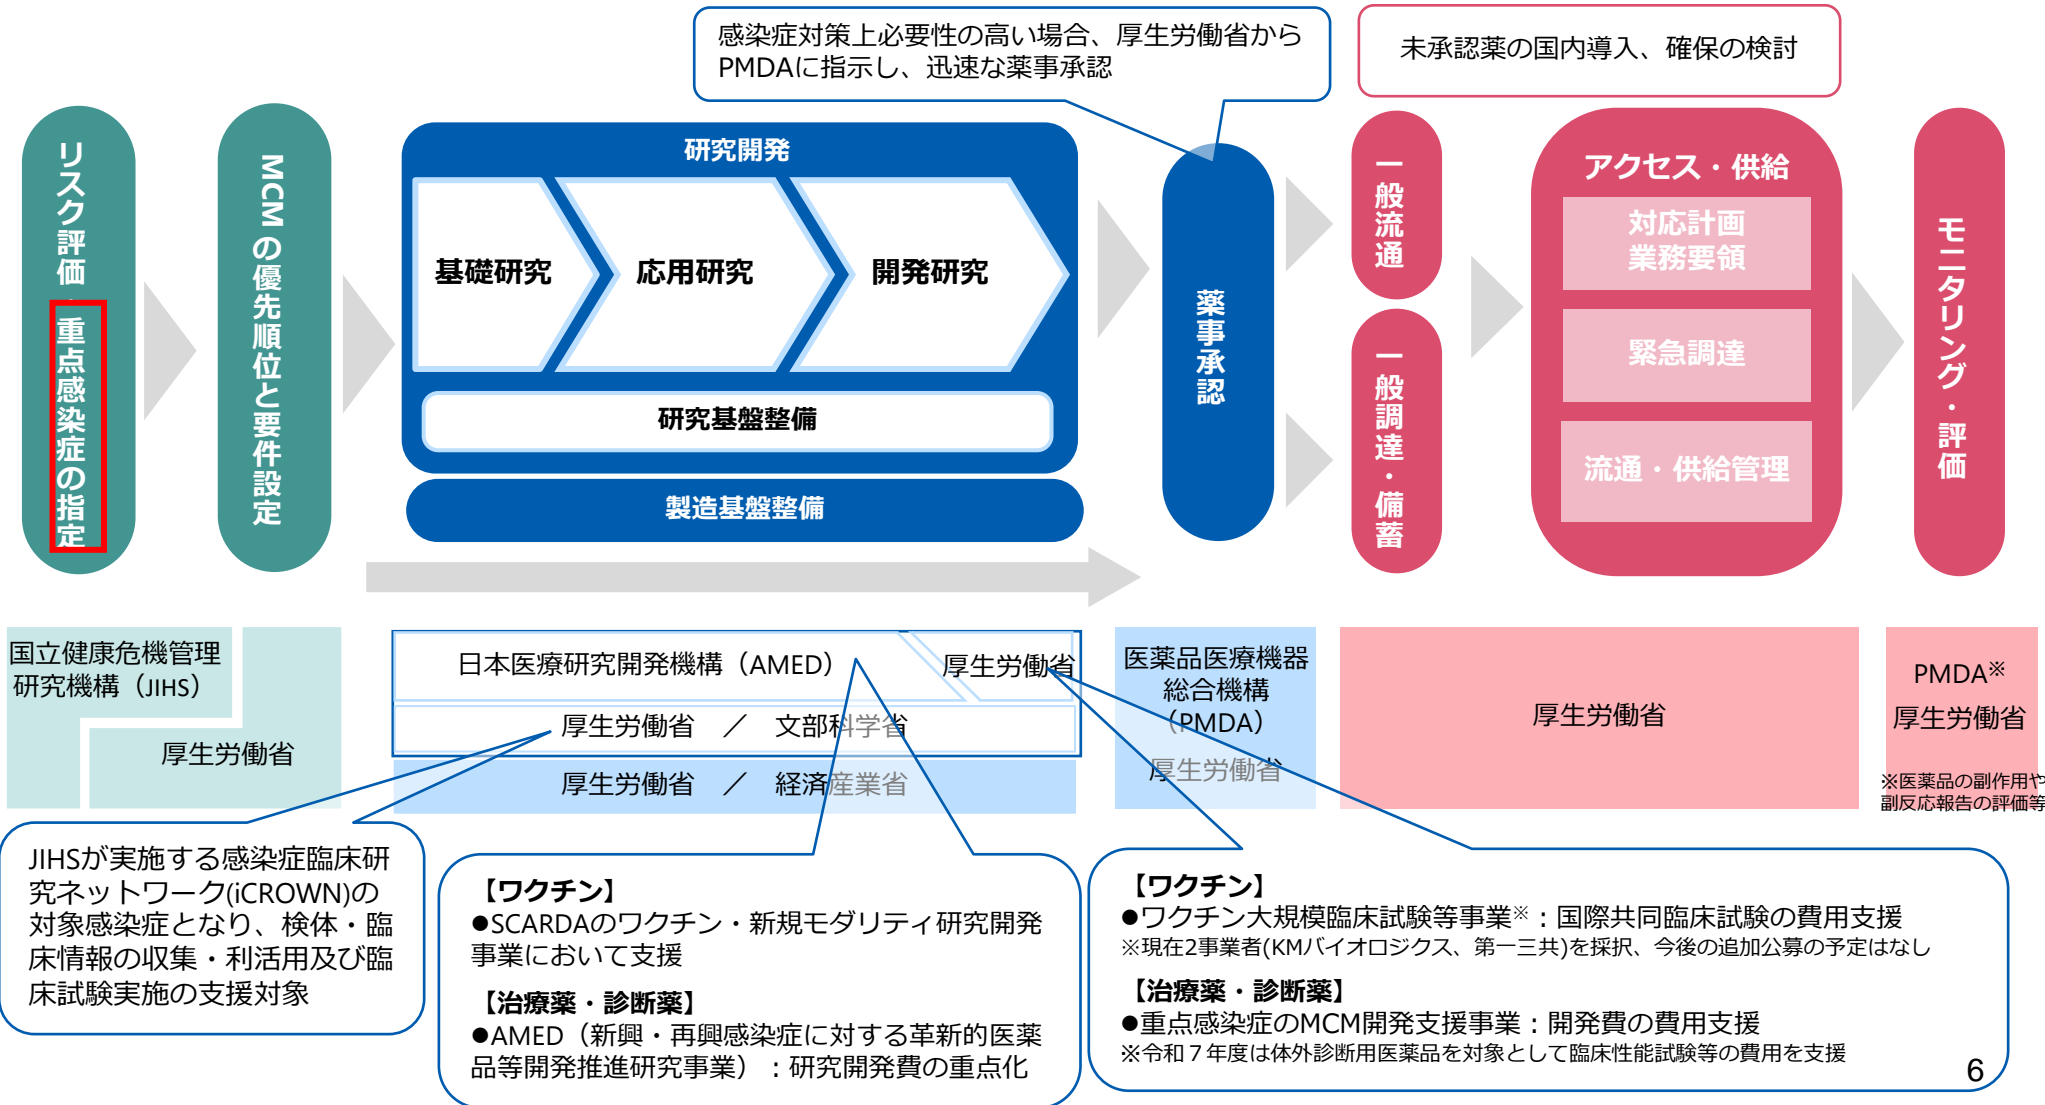 感染症対策上必要性の高い場合、厚生労働省から
PMDAに指示し、迅速な薬事承認
未承認薬の国内導入、確保の検討
リスク評価・重点感染症の指定
MCMの優先順位と要件設定
研究開発
基礎研究
応用研究
開発研究
研究基盤整備
製造基盤整備
薬事承認
一般流通
一般調達・備蓄
アクセス・供給
対応計画
業務要領
緊急調達
流通・供給管理
モニタリング・評価
国立健康危機管理
研究機構（JIHS）
厚生労働省
日本医療研究開発機構（AMED）
厚生労働省
厚生労働省　／　文部科学省
厚生労働省　／　経済産業省
医薬品医療機器
総合機構
（PMDA）
厚生労働省
厚生労働省
PMDA※
厚生労働省
※医薬品の副作用や
副反応報告の評価等
JIHSが実施する感染症臨床研
究ネットワーク(iCROWN)の
対象感染症となり、検体・臨
床情報の収集・利活用及び臨
床試験実施の支援対象
【ワクチン】
●SCARDAのワクチン・新規モダリティ研究開発
事業において支援
【治療薬・診断薬】
●AMED（新興・再興感染症に対する革新的医薬
品等開発推進研究事業）：研究開発費の重点化
【ワクチン】
●ワクチン大規模臨床試験等事業※：国際共同臨床試験の費用支援
※現在2事業者(KMバイオロジクス、第一三共)を採択、今後の追加公募の予定はなし
【治療薬・診断薬】
●重点感染症のMCM開発支援事業：開発費の費用支援
※令和７年度は体外診断用医薬品を対象として臨床性能試験等の費用を支援
6